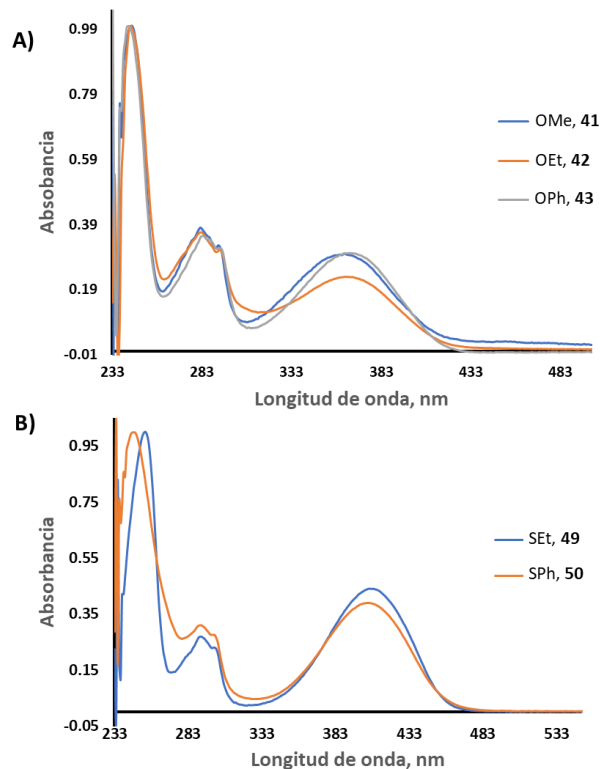 A)
0.99
0.79
0.59
0.39
0.19
-0.01
Absobancia
233 283 333 383 433 483
Longitud de onda, nm
OMe, 41
OEt, 42
OPh, 43
B)
0.95
0.75
0.55
0.35
0.15
-0.05
Absorbancia
233 283 333 383 433 483 533
Longitud de onda, nm
SEt, 49
SPh, 50